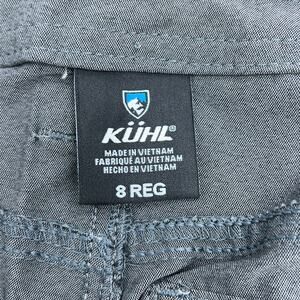 KÜHL®
MADE IN VIETNAM
FABRIQUÉ AU VIETNAM
HECHO EN VIETNAM
8 REG